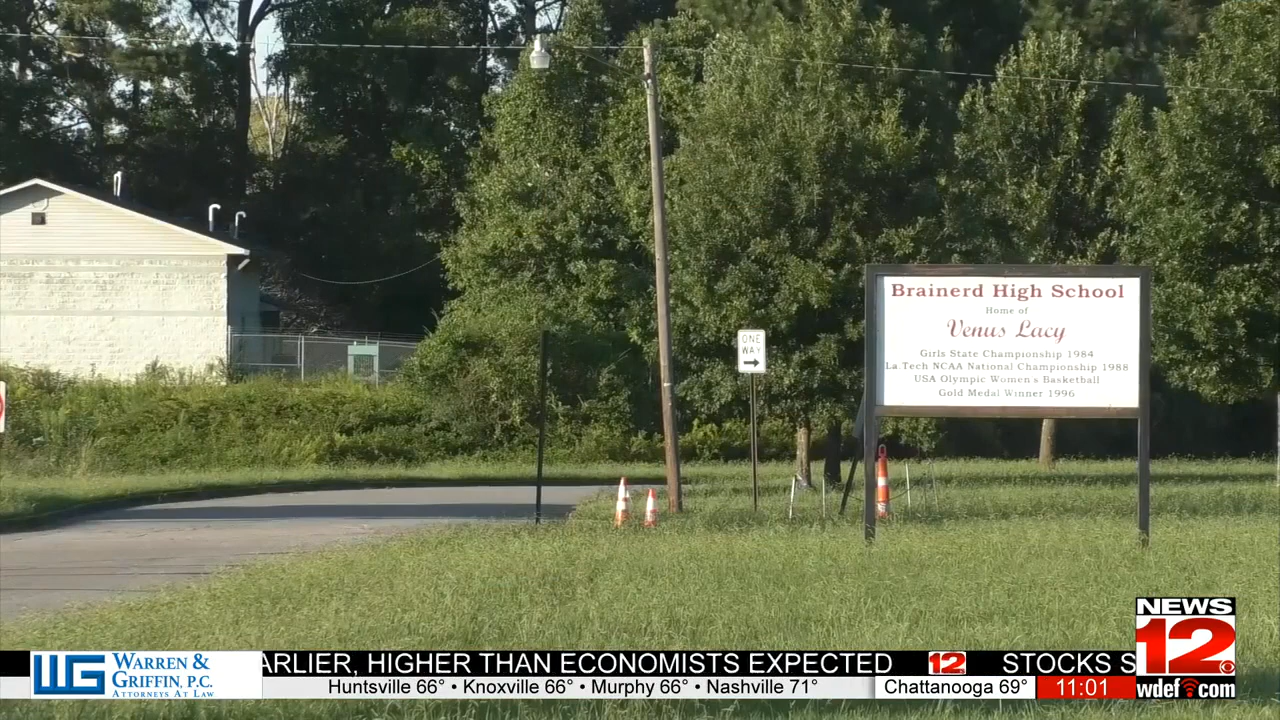 ONE
WAY
Brainerd High School
Home of
Venus Lacy
Girls State Championship 1984
La.Tech NCAA National Championship 1988
USA Olympic Women's Basketball
Gold Medal Winner 1996
NEWS
12
wdef.com
WG WARREN &
GRIFFIN, P.C.
ATTORNEYS AT LAW
ARLIER, HIGHER THAN ECONOMISTS EXPECTED 12 STOCKS S
Huntsville 66° • Knoxville 66° • Murphy 66° • Nashville 71° Chattanooga 69° 11:01